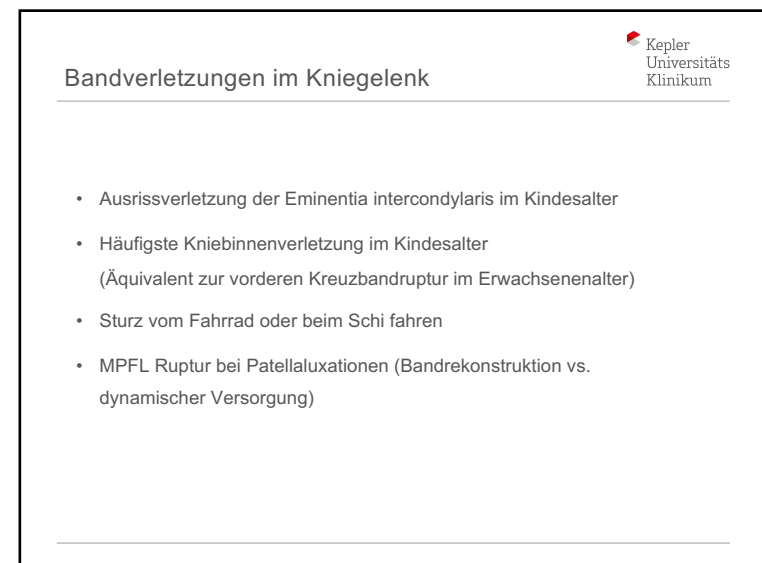 Kepler
Universitäts
Klinikum
Bandverletzungen im Kniegelenk
• Ausrissverletzung der Eminentia intercondylaris im Kindesalter
• Häufigste Kniebinnenverletzung im Kindesalter
(Äquivalent zur vorderen Kreuzbandruptur im Erwachsenenalter)
• Sturz vom Fahrrad oder beim Schi fahren
• MPFL Ruptur bei Patellaluxationen (Bandrekonstruktion vs.
dynamischer Versorgung)